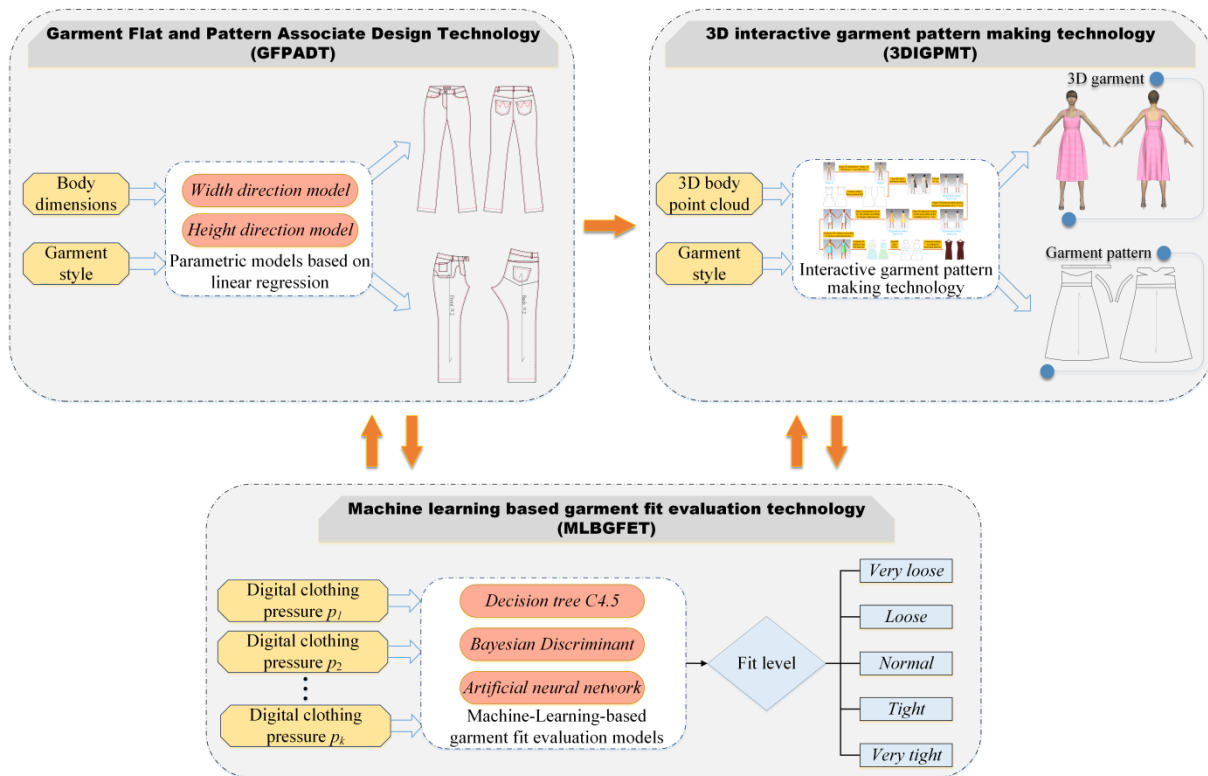 Garment Flat and Pattern Associate Design Technology
(GFPADT)
Body
dimensions
Garment
style
Width direction model
Height direction model
Parametric models based on
linear regression
3D interactive garment pattern making technology
(3DIGPMT)
3D body
point cloud
Garment
style
Interactive garment pattern
making technology
3D garment
Garment pattern
Machine learning based garment fit evaluation technology
(MLBGFET)
Digital clothing
pressure p1
Digital clothing
pressure p2
Digital clothing
pressure pk
Decision tree C4.5
Bayesian Discriminant
Artificial neural network
Machine-Learning-based
garment fit evaluation models
Fit level
Very loose
Loose
Normal
Tight
Very tight